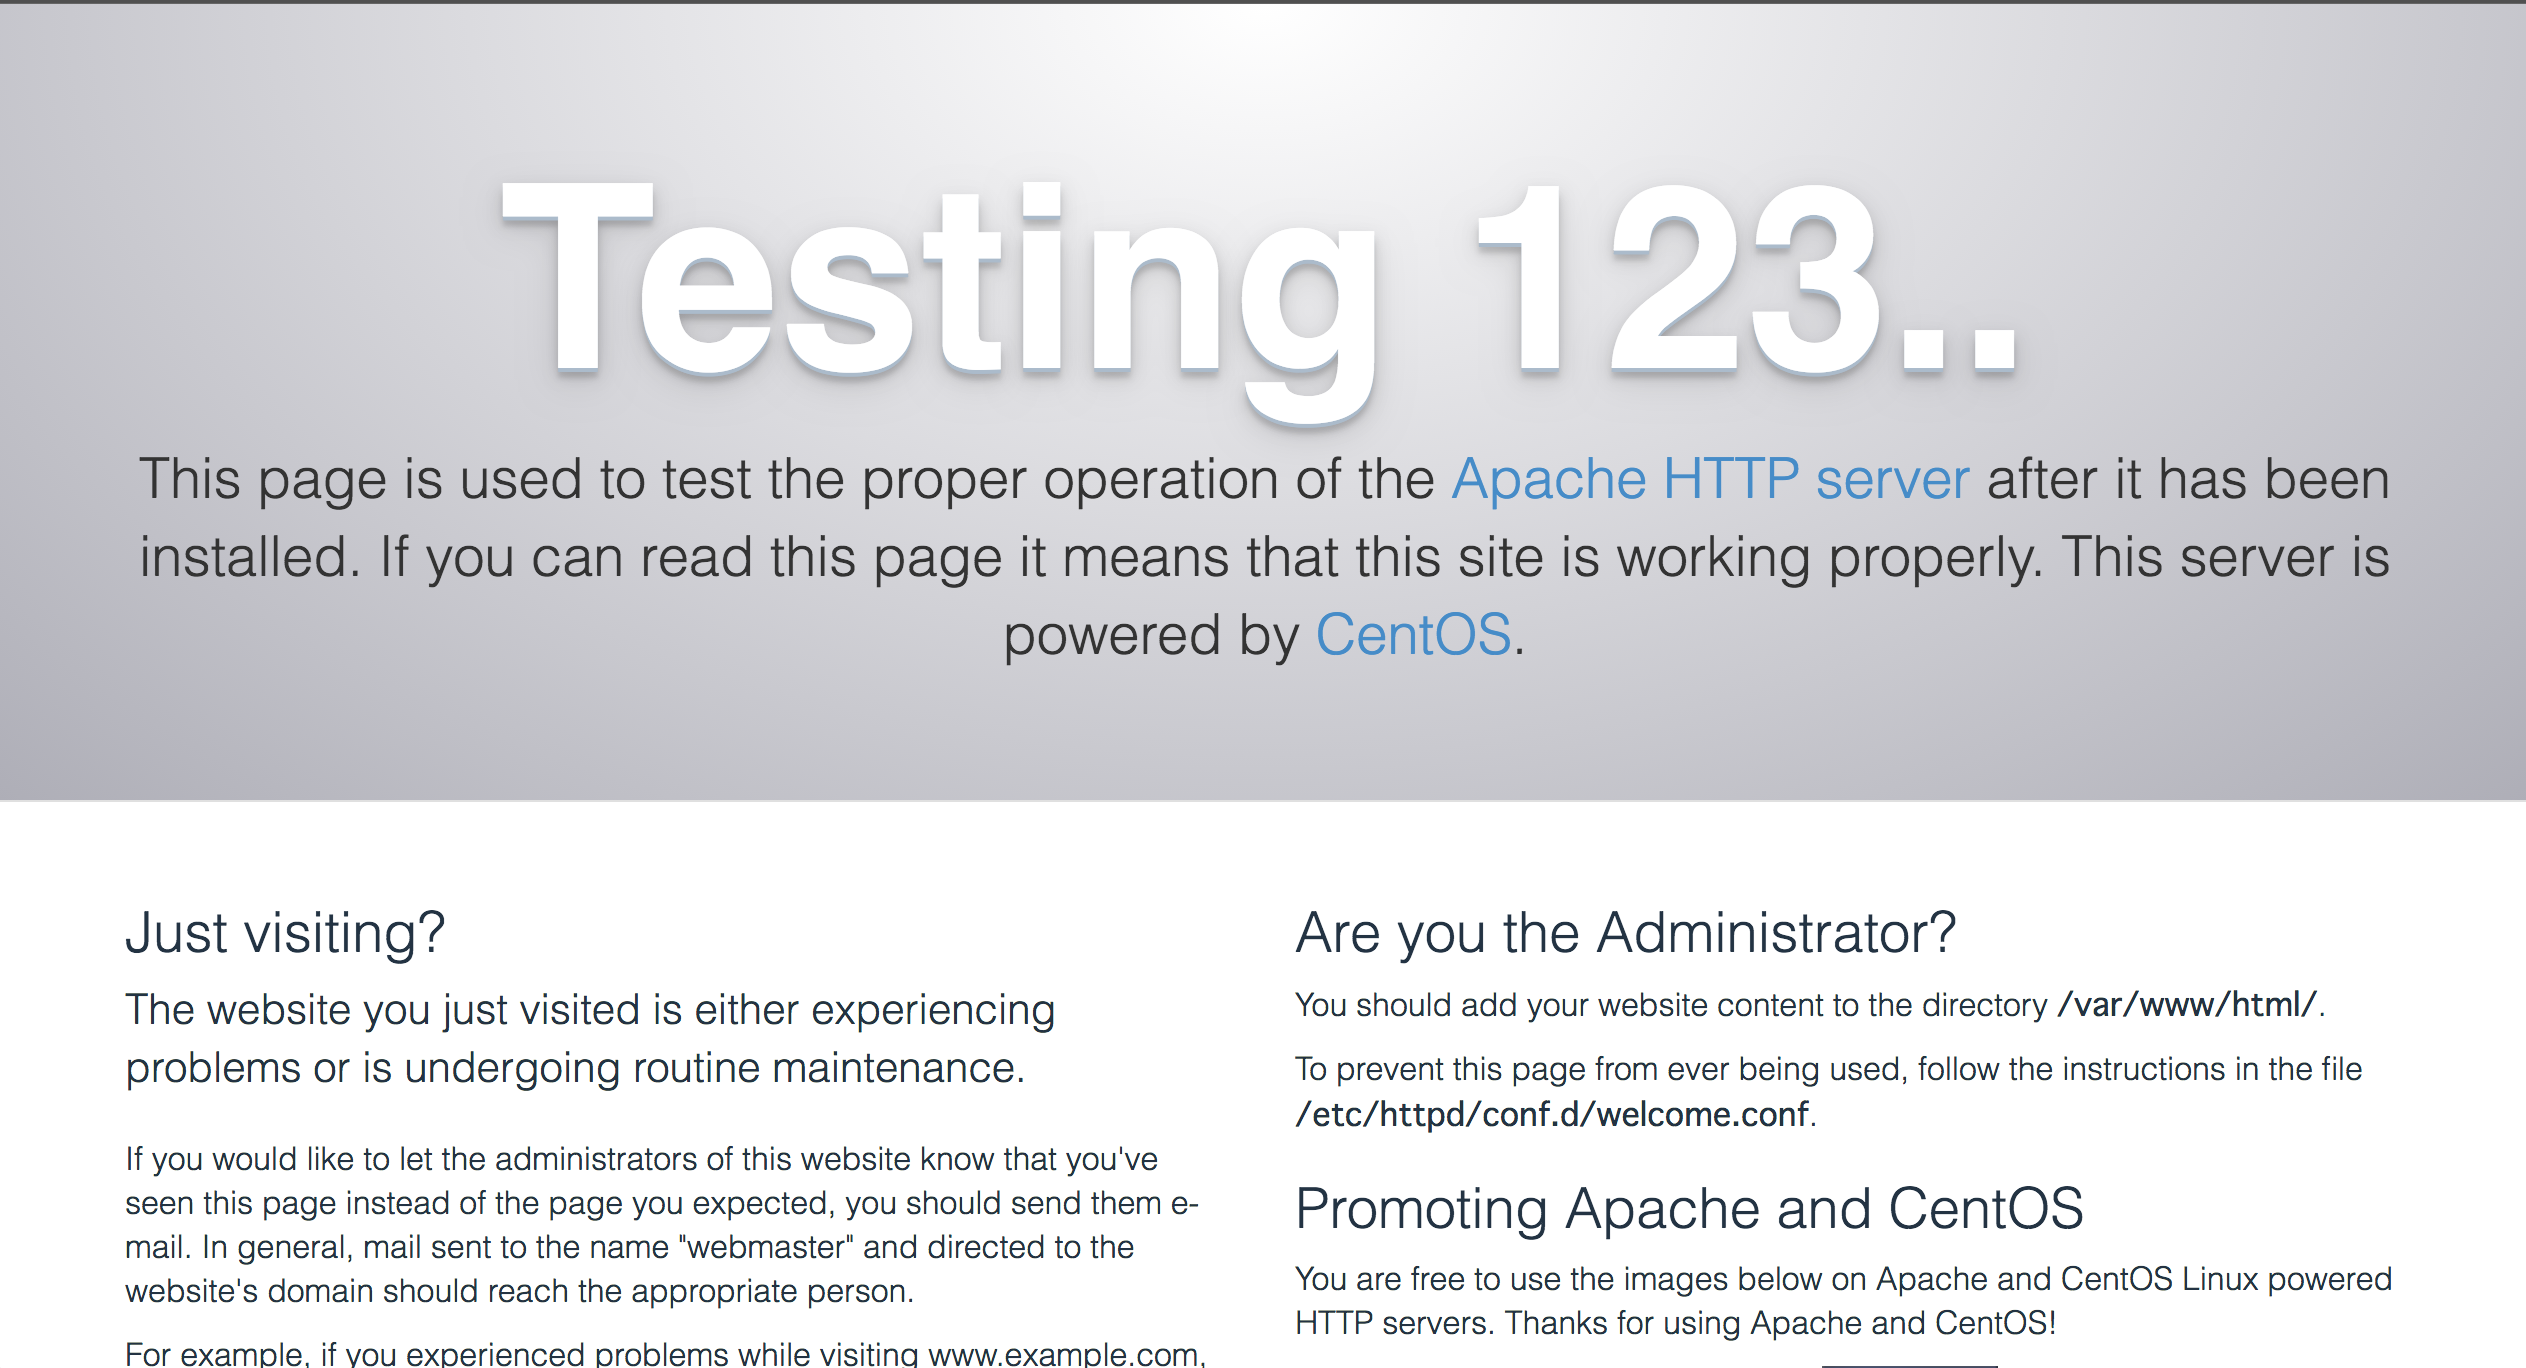 Testing 123..
This page is used to test the proper operation of the Apache HTTP server after it has been
installed. If you can read this page it means that this site is working properly. This server is
powered by CentOS.
Just visiting?
The website you just visited is either experiencing
problems or is undergoing routine maintenance.
If you would like to let the administrators of this website know that you've
seen this page instead of the page you expected, you should send them e-
mail. In general, mail sent to the name "webmaster" and directed to the
website's domain should reach the appropriate person.
For example, if you experienced problems while visiting www.example.com,
Are you the Administrator?
You should add your website content to the directory /var/www/html/.
To prevent this page from ever being used, follow the instructions in the file
/etc/httpd/conf.d/welcome.conf.
Promoting Apache and CentOS
You are free to use the images below on Apache and CentOS Linux powered
HTTP servers. Thanks for using Apache and CentOS!